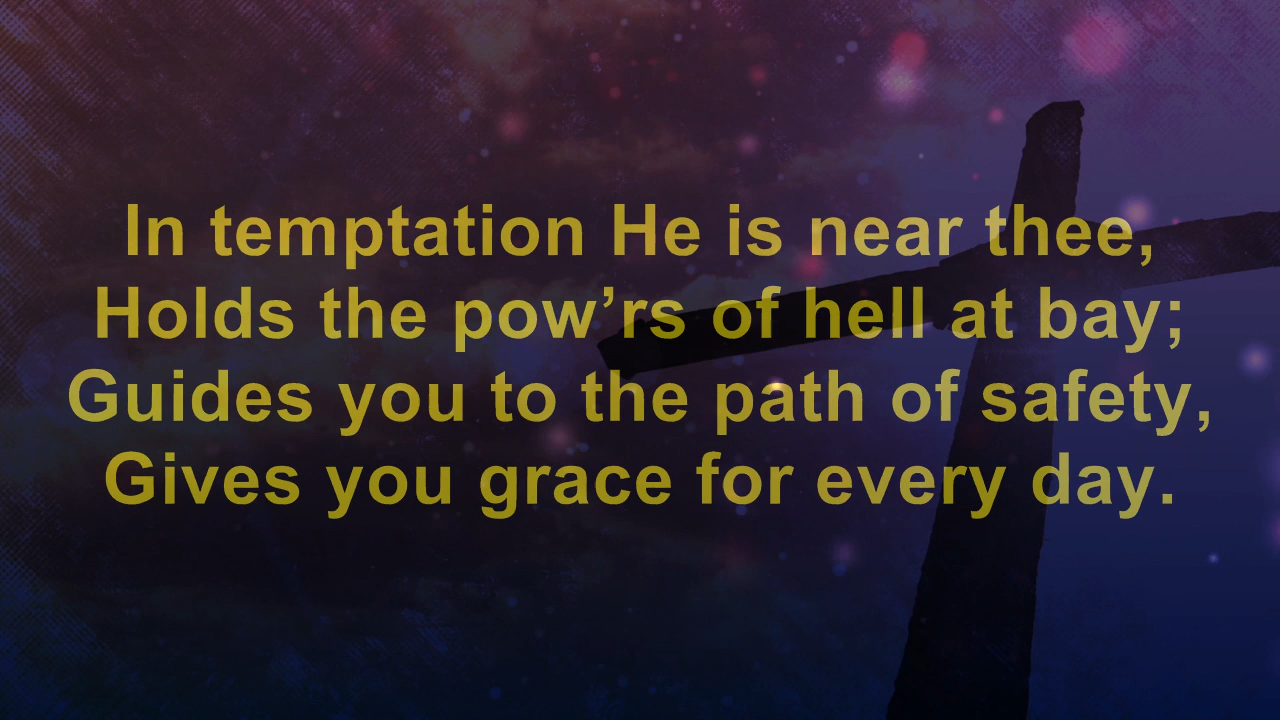 In temptation He is near thee,
Holds the pow’rs of hell at bay;
Guides you to the path of safety,
Gives you grace for every day.